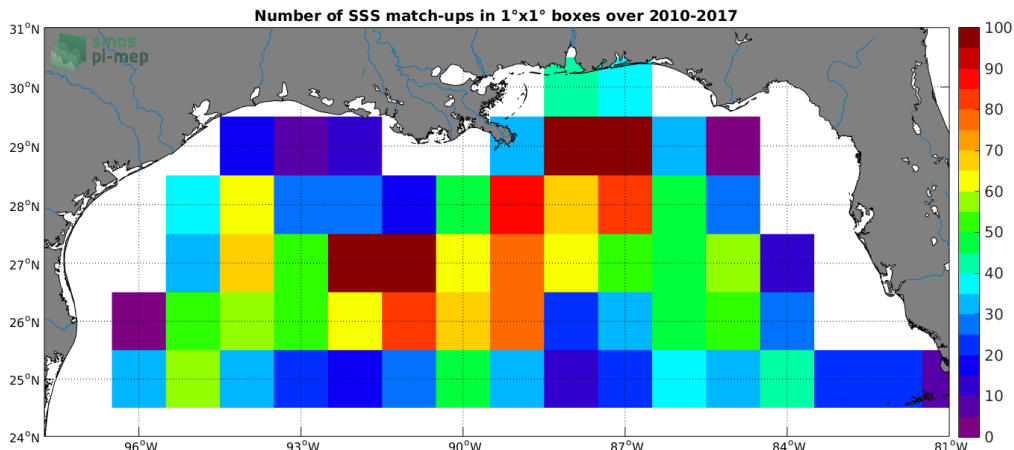 Number of SSS match-ups in 1°x1° boxes over 2010-2017
smos
pi-mep
31°N
30°N
29°N
28°N
27°N
26°N
25°N
24°N
96°W
93°W
90°W
87°W
84°W
81°W
100
90
80
70
60
50
40
30
20
10
0